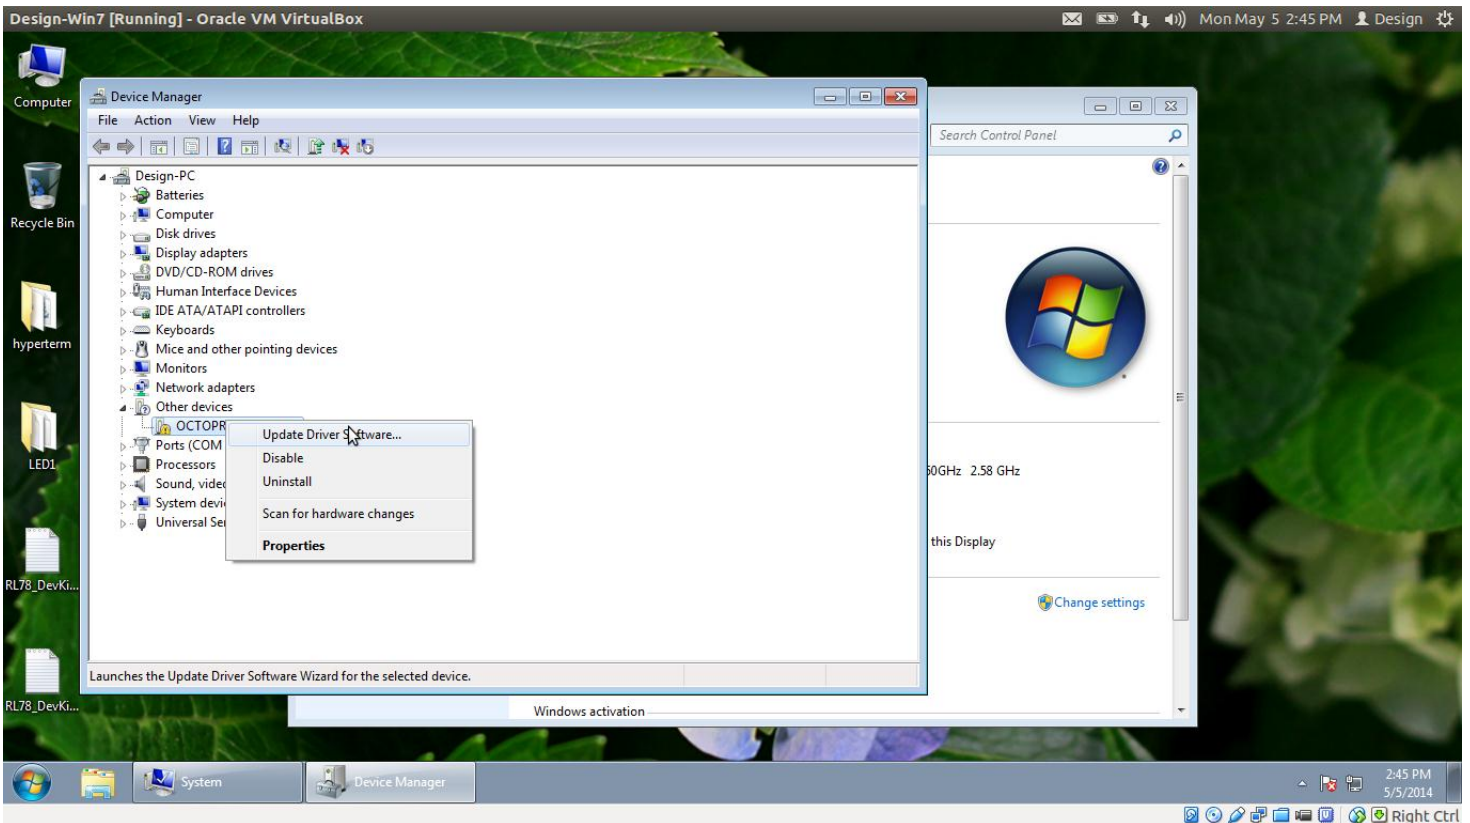 Design-Win7 [Running] - Oracle VM VirtualBox
Mon May 5 2:45 PM Design
Computer
Recycle Bin
hyperterm
LED1
RL78_DevKi...
RL78_DevKi...
Device Manager
File Action View Help
Design-PC
Batteries
Computer
Disk drives
Display adapters
DVD/CD-ROM drives
Human Interface Devices
IDE ATA/ATAPI controllers
Keyboards
Mice and other pointing devices
Monitors
Network adapters
Other devices
OCTOPR
Ports (COM
Processors
Sound, video
System devi
Universal Se
Update Driver Software...
Disable
Uninstall
Scan for hardware changes
Properties
Launches the Update Driver Software Wizard for the selected device.
Search Control Panel
50GHz 2.58 GHz
this Display
Change settings
Windows activation
System
Device Manager
2:45 PM
5/5/2014
Right Ctrl